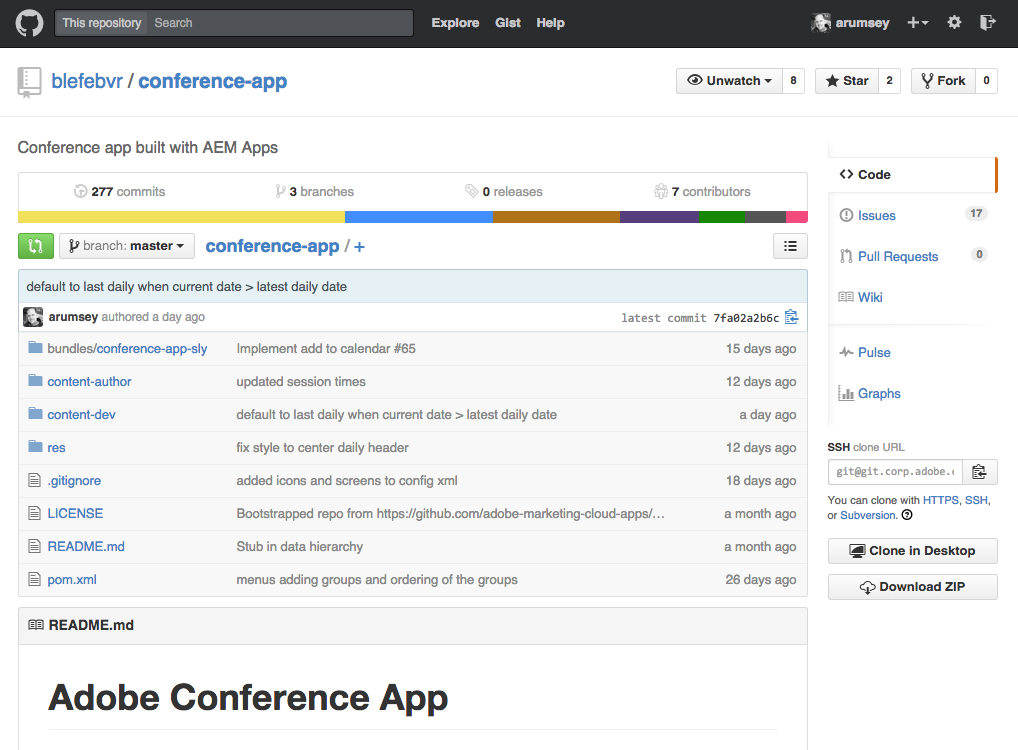 This repository Search Explore Gist Help arumsey
blefebvr / conference-app Unwatch 8 Star 2 Fork 0
Conference app built with AEM Apps
277 commits 3 branches 0 releases 7 contributors
branch: master conference-app / +
default to last daily when current date > latest daily date
arumsey authored a day ago latest commit 7fa02a2b6c
bundles/conference-app-sly Implement add to calendar #65 15 days ago
content-author updated session times 12 days ago
content-dev default to last daily when current date > latest daily date a day ago
res fix style to center daily header 12 days ago
.gitignore added icons and screens to config xml 18 days ago
LICENSE Bootstrapped repo from https://github.com/adobe-marketing-cloud-apps/… a month ago
README.md Stub in data hierarchy a month ago
pom.xml menus adding groups and ordering of the groups 26 days ago
README.md
Adobe Conference App
Code
Issues 17
Pull Requests 0
Wiki
Pulse
Graphs
SSH clone URL
git@git.corp.adobe.
You can clone with HTTPS, SSH,
or Subversion.
Clone in Desktop
Download ZIP